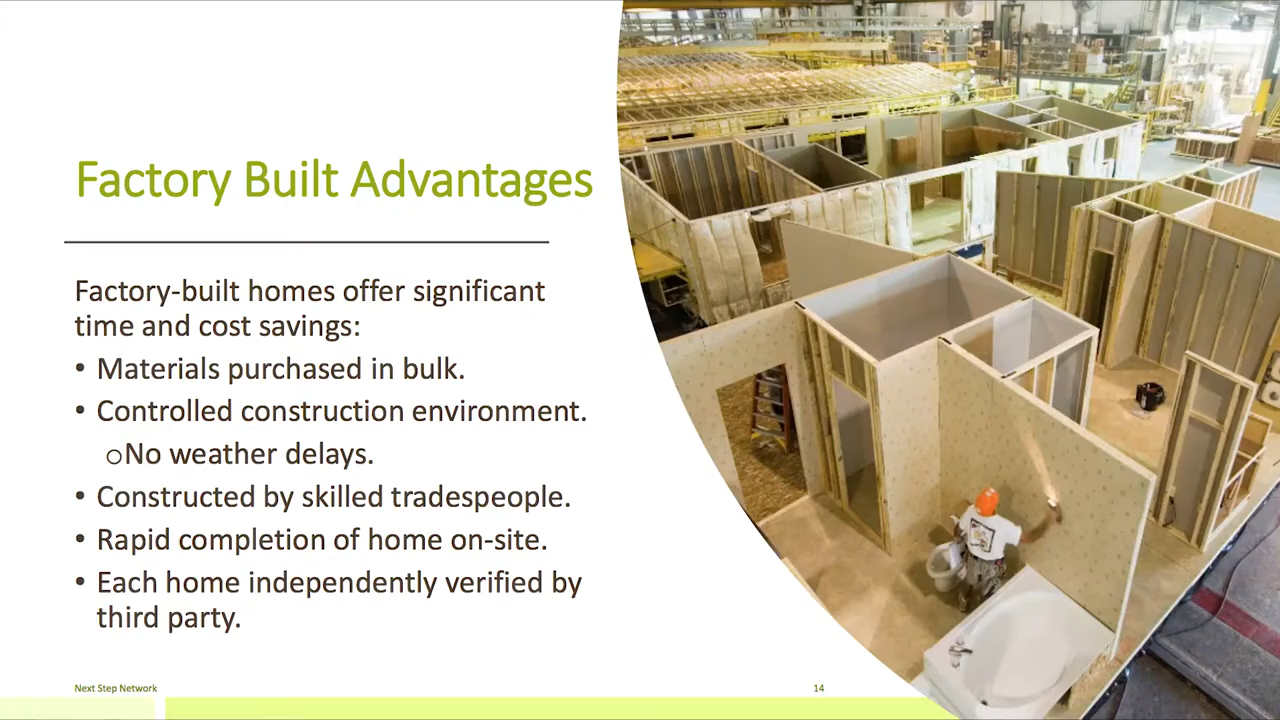 Factory Built Advantages
Factory-built homes offer significant
time and cost savings:
• Materials purchased in bulk.
• Controlled construction environment.
oNo weather delays.
• Constructed by skilled tradespeople.
• Rapid completion of home on-site.
• Each home independently verified by
third party.
Next Step Network
14